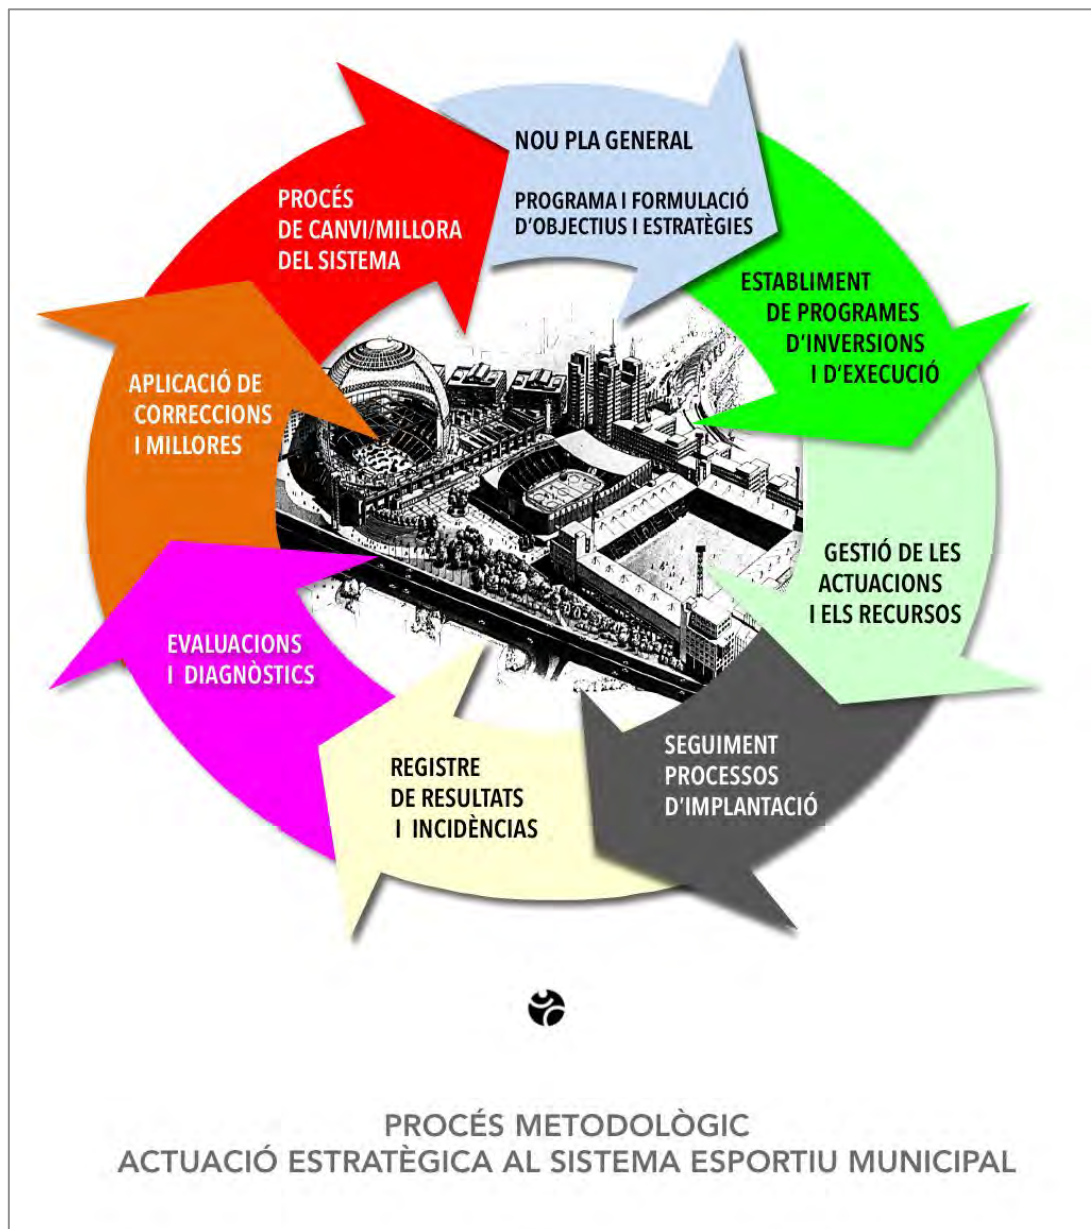 NOU PLA GENERAL
PROGRAMA I FORMULACIÓ
D'OBJECTIUS I ESTRATÈGIES
ESTABLIMENT
DE PROGRAMES
D'INVERSIONS
I D'EXECUCIÓ
GESTIÓ DE LES
ACTUACIONS
I ELS RECURSOS
SEGUIMENT
PROCESSOS
D'IMPLANTACIÓ
REGISTRE
DE RESULTATS
I INCIDÈNCIAS
EVALUACIONS
I DIAGNÒSTICS
APLICACIÓ DE
CORRECCIONS
I MILLORES
PROCÉS
DE CANVI/MILLORA
DEL SISTEMA
PROCÉS METODOLÒGIC
ACTUACIÓ ESTRATÈGICA AL SISTEMA ESPORTIU MUNICIPAL